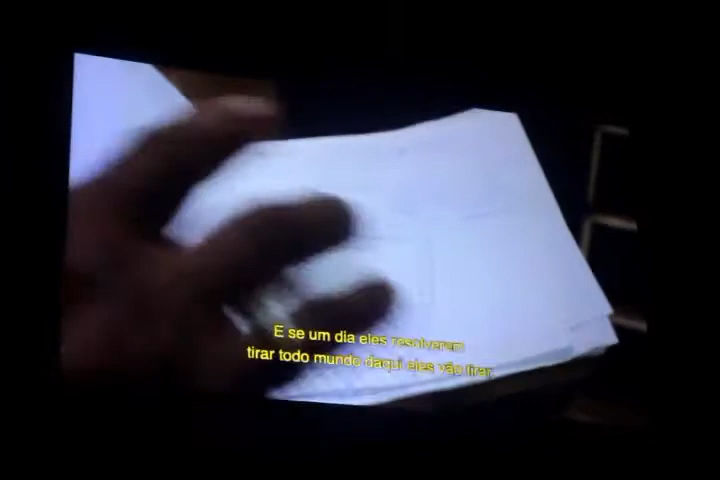 E se um dia eles resolverem
tirar todo mundo daqui eles vão tirar